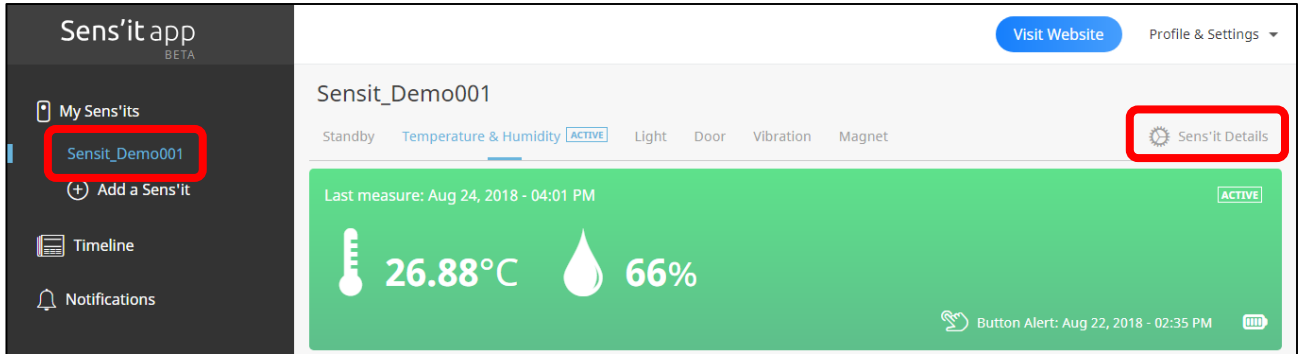 Sens'it app
BETA
Visit Website
Profile & Settings
My Sens'its
Sensit_Demo001
Add a Sens'it
Timeline
Notifications
Sensit_Demo001
Standby Temperature & Humidity ACTIVE Light Door Vibration Magnet Sens'it Details
Last measure: Aug 24, 2018 - 04:01 PM ACTIVE
26.88°C 66%
Button Alert: Aug 22, 2018 - 02:35 PM